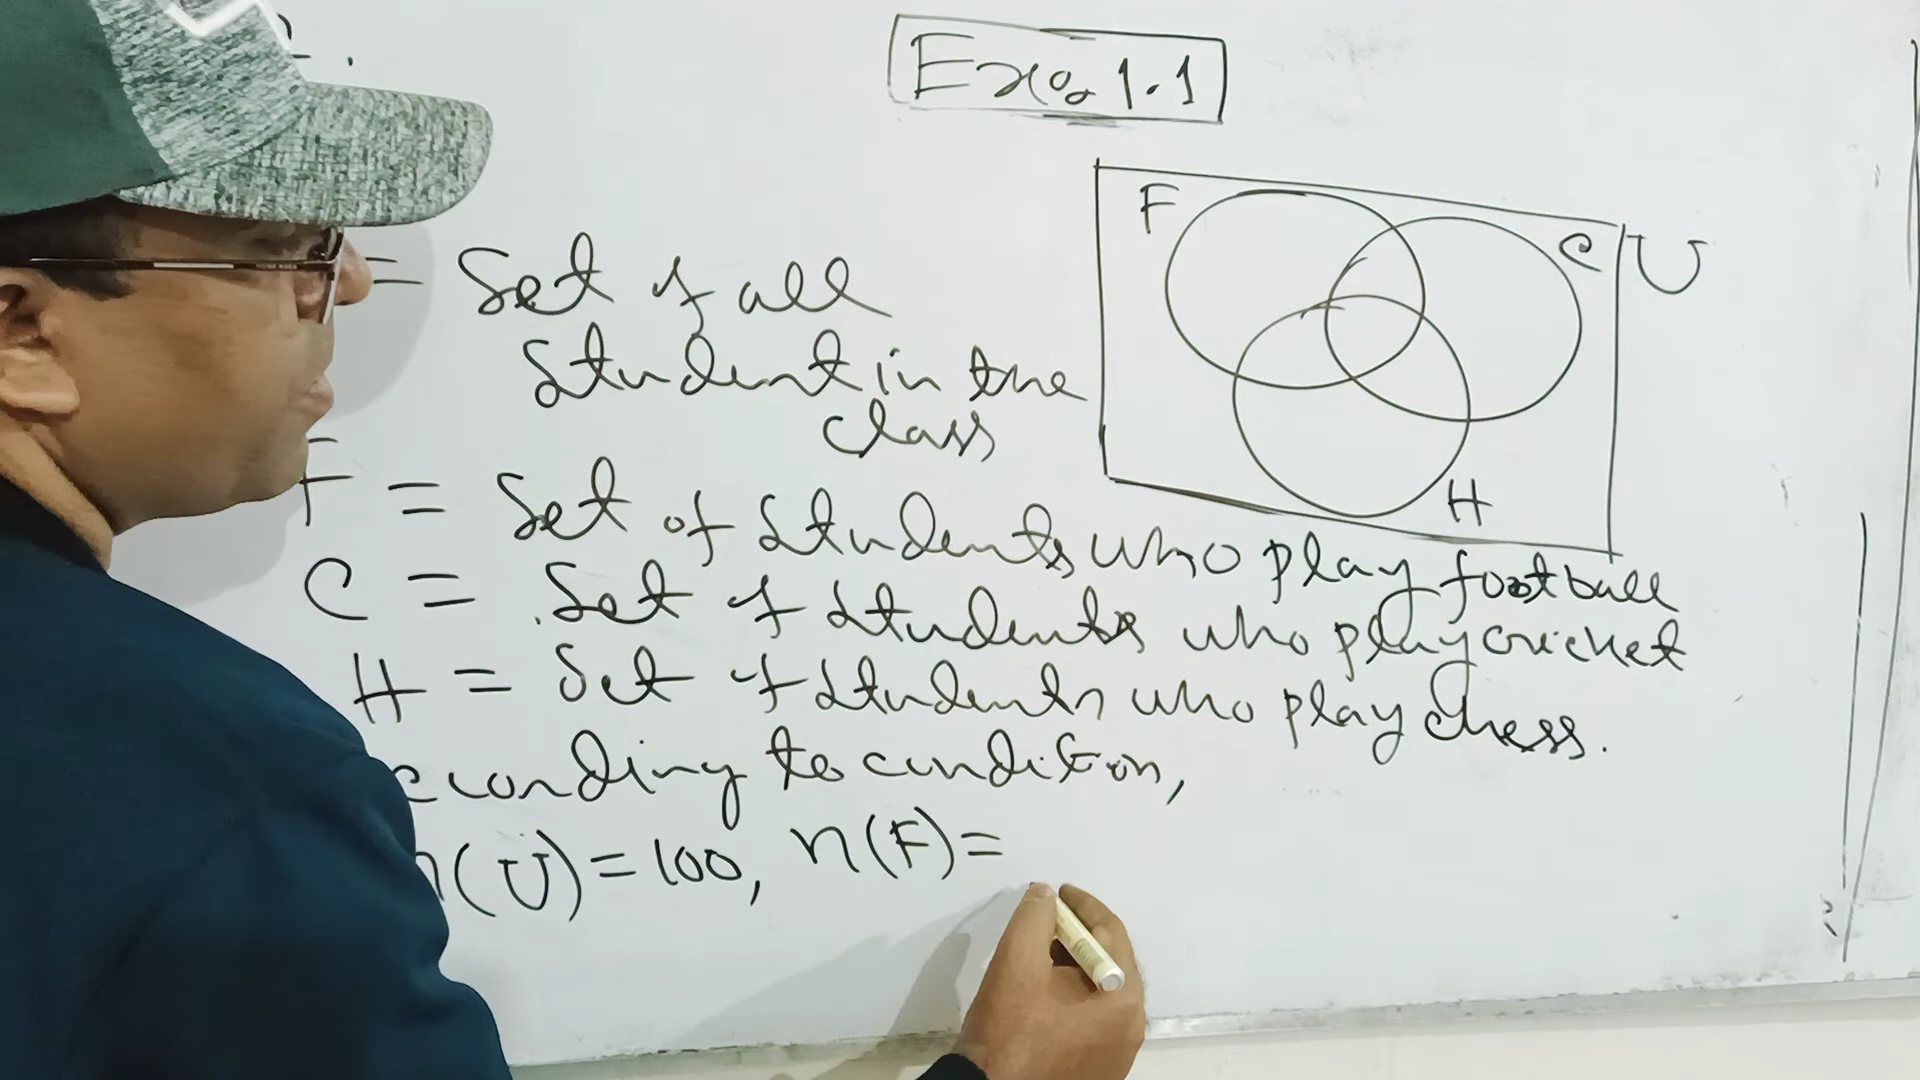 Ex: 1.1
F
C
U
H
= Set of all
Student in the
class
F = Set of Students who play football
C = Set of Students who play cricket
H = Set of Students who play chess.
ccording to condition,
n(U) = 100, n(F) =